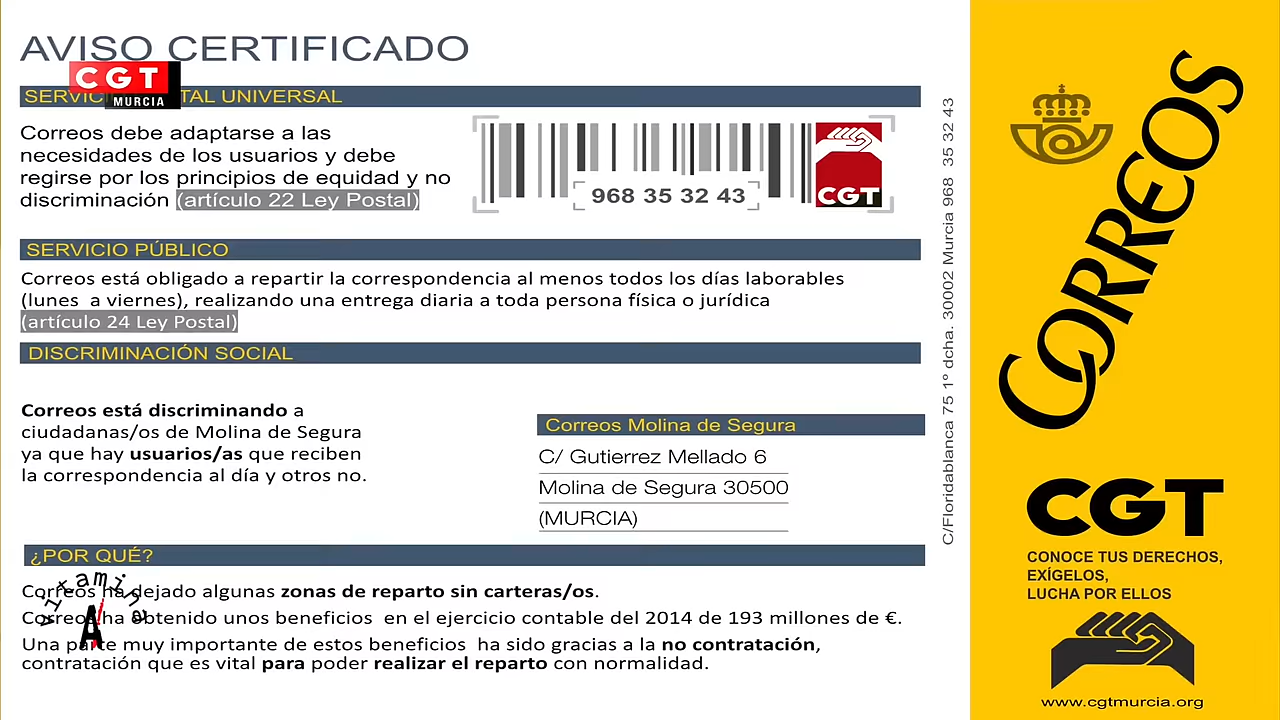 AVISO CERTIFICADO
CGT
MURCIA
TAL UNIVERSAL
Correos debe adaptarse a las
necesidades de los usuarios y debe
regirse por los principios de equidad y no
discriminación (artículo 22 Ley Postal)
968 35 32 43
CGT
SERVICIO PÚBLICO
Correos está obligado a repartir la correspondencia al menos todos los días laborables
(lunes a viernes), realizando una entrega diaria a toda persona física o jurídica
(artículo 24 Ley Postal)
DISCRIMINACIÓN SOCIAL
Correos está discriminando a
ciudadanas/os de Molina de Segura
ya que hay usuarios/as que reciben
la correspondencia al día y otros no.
Correos Molina de Segura
C/ Gutierrez Mellado 6
Molina de Segura 30500
(MURCIA)
¿POR QUÉ?
Correos ha dejado algunas zonas de reparto sin carteras/os.
Correos ha obtenido unos beneficios en el ejercicio contable del 2014 de 193 millones de €.
Una parte muy importante de estos beneficios ha sido gracias a la no contratación,
contratación que es vital para poder realizar el reparto con normalidad.
Vitamina
A
C/Floridablanca 75 1º dcha. 30002 Murcia 968 35 32 43
CORREOS
CGT
CONOCE TUS DERECHOS,
EXÍGELOS,
LUCHA POR ELLOS
www.cgtmurcia.org